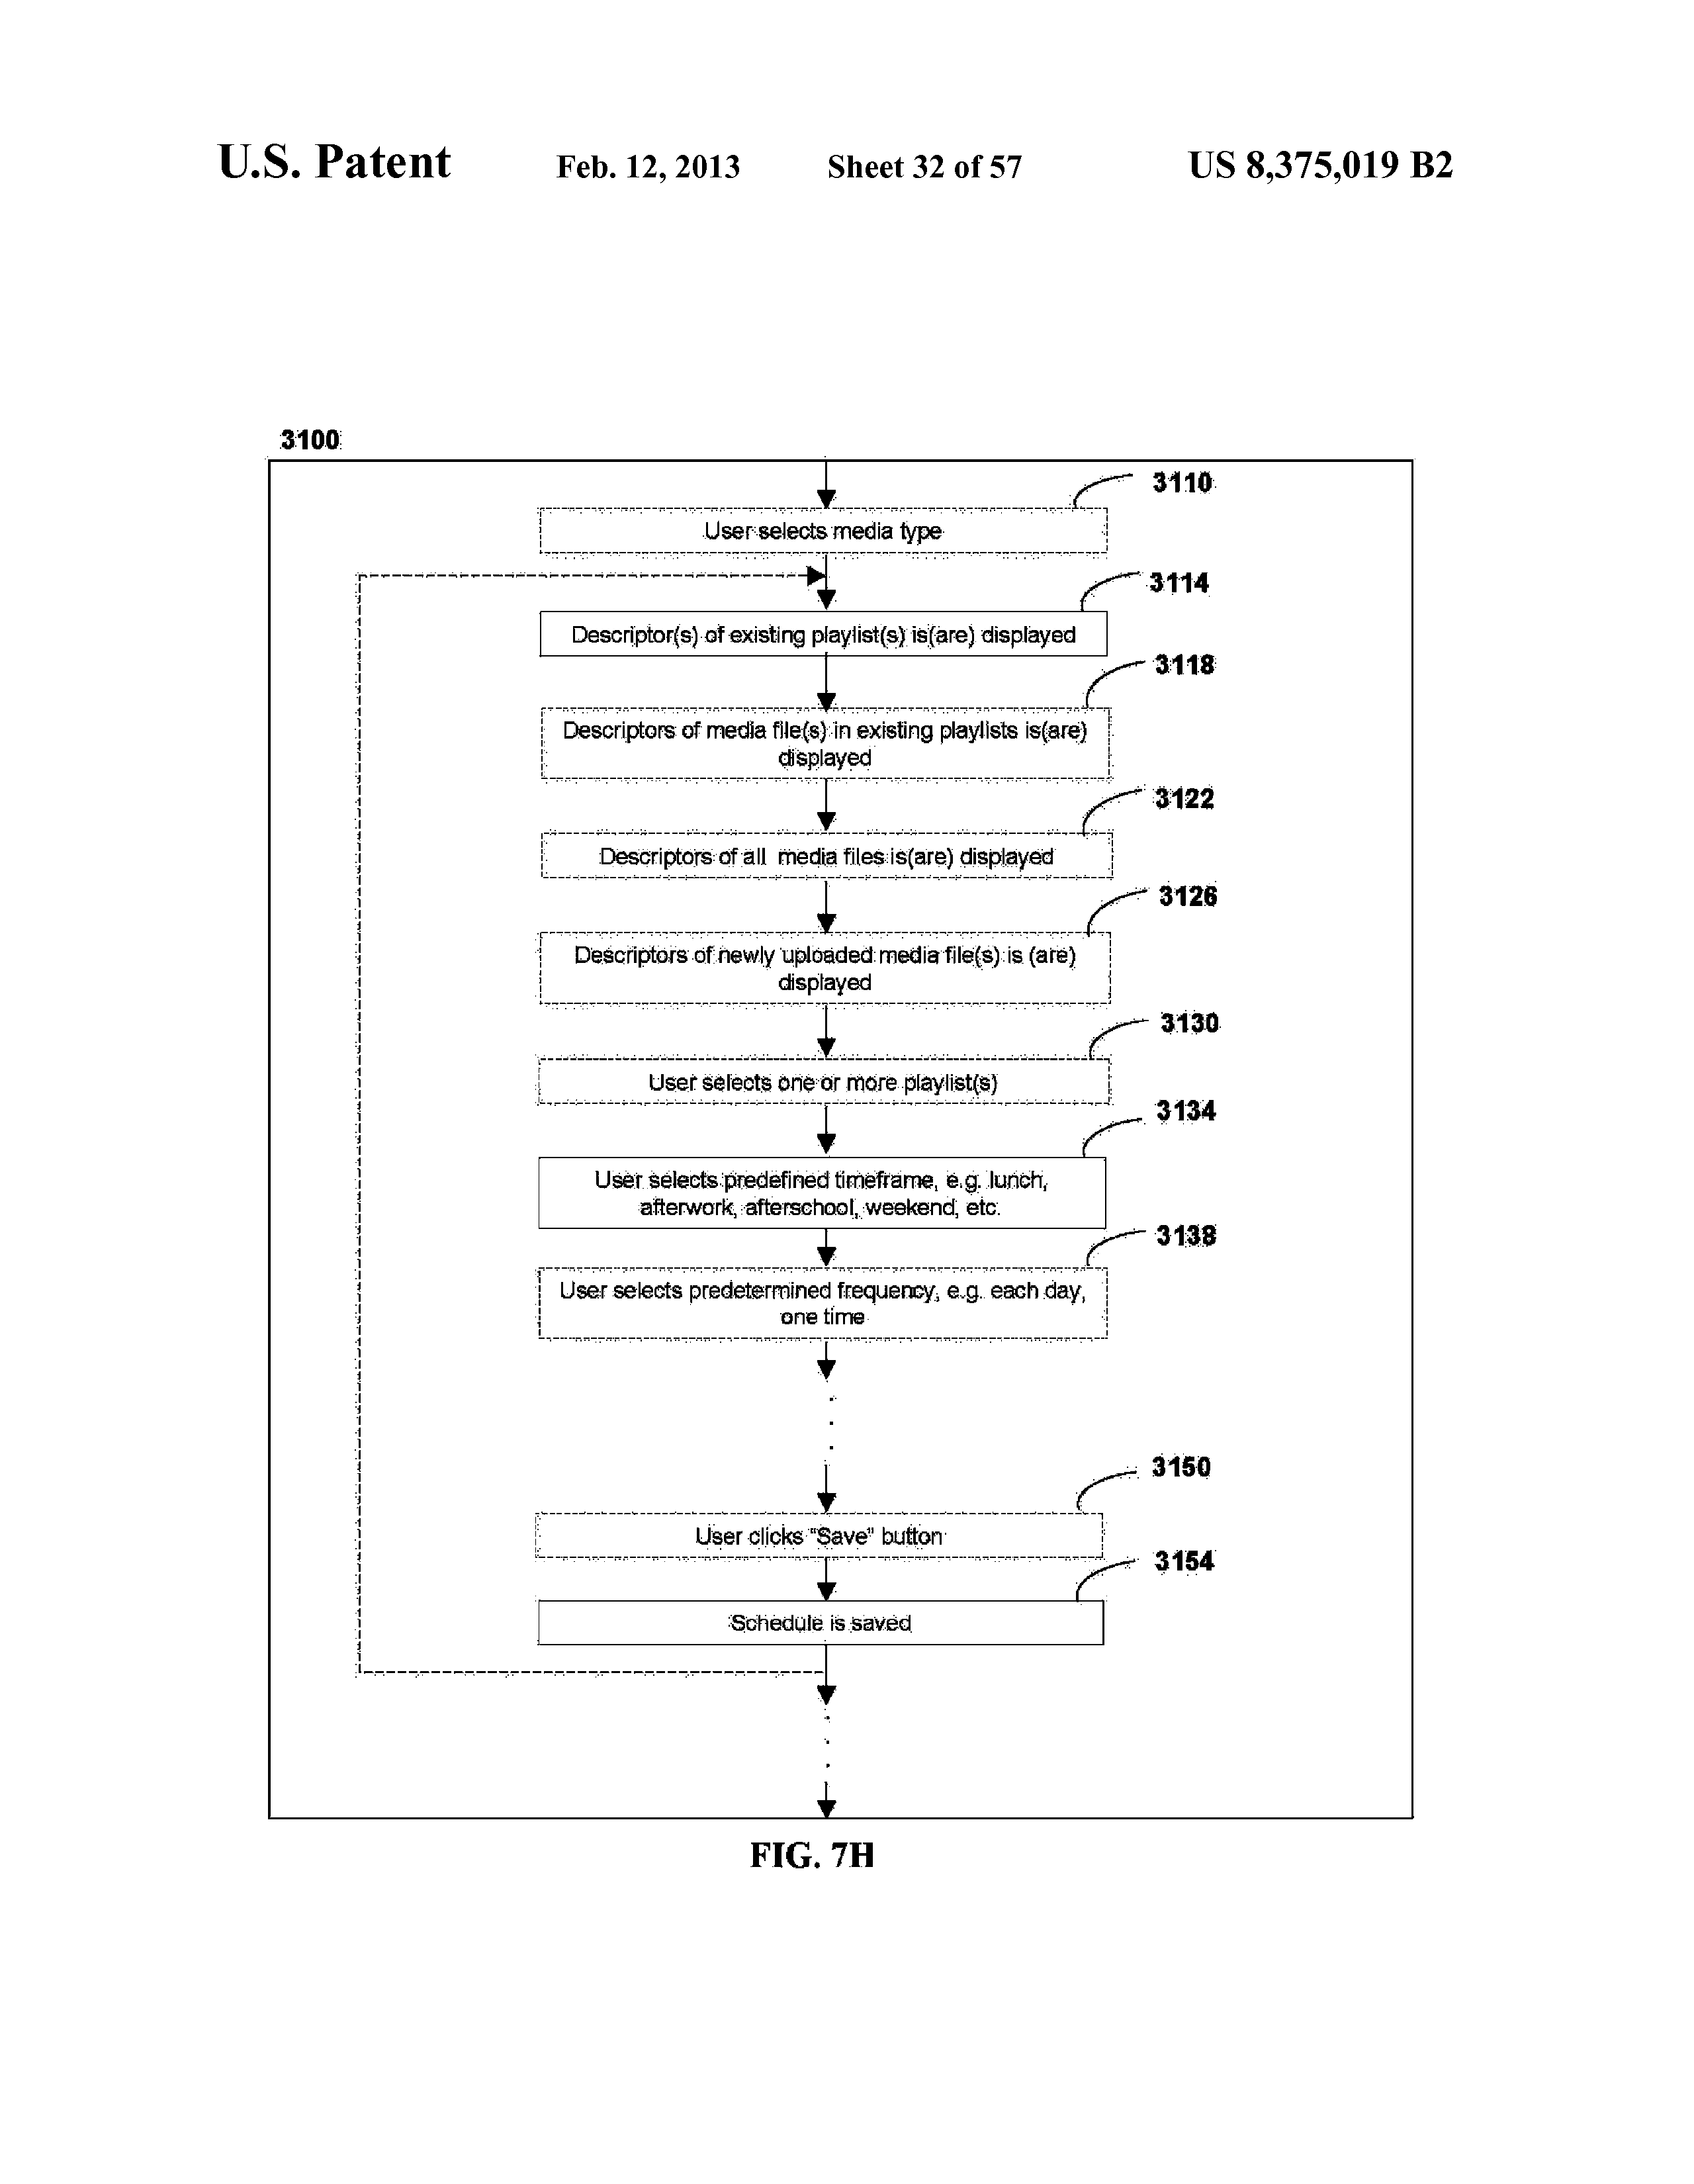 U.S. Patent Feb. 12, 2013 Sheet 32 of 57 US 8,375,019 B2
3100
3110
User selects media type
3114
Descriptor(s) of existing playlist(s) is(are) displayed
3118
Descriptors of media file(s) in existing playlists is(are)
displayed
3122
Descriptors of all media files is(are) displayed
3126
Descriptors of newly uploaded media file(s) is (are)
displayed
3130
User selects one or more playlist(s)
3134
User selects predefined timeframe, e.g. lunch,
afterwork, afterschool, weekend, etc.
3138
User selects predetermined frequency, e.g. each day,
one time
3150
User clicks "Save" button
3154
Schedule is saved
FIG. 7H